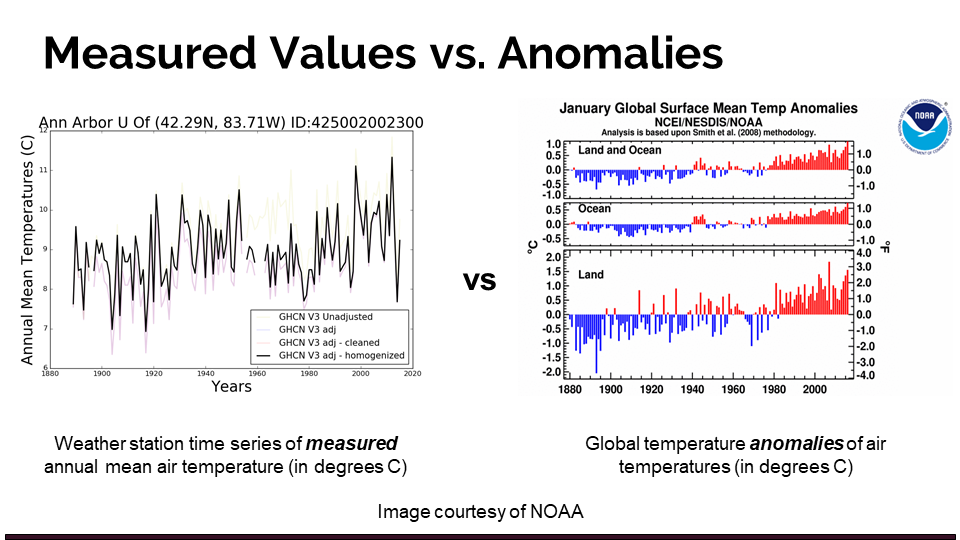 Measured Values vs. Anomalies
Ann Arbor U Of (42.29N, 83.71W) ID:425002002300
Annual Mean Temperatures (C)
12
11
10
9
8
7
6
GHCN V3 Unadjusted
GHCN V3 adj
GHCN V3 adj - cleaned
GHCN V3 adj - homogenized
1880 1900 1920 1940 1960 1980 2000 2020
Years
vs
January Global Surface Mean Temp Anomalies
NCEI/NESDIS/NOAA
Analysis is based upon Smith et al. (2008) methodology.
NOAA
Land and Ocean
1.0
0.5
0.0
-0.5
-1.0
1.0
0.0
-1.0
Ocean
0.5
0.0
-0.5
1.0
0.0
-1.0
°C
°F
Land
2.0
1.5
1.0
0.5
0.0
-0.5
-1.0
-1.5
-2.0
4.0
3.0
2.0
1.0
0.0
-1.0
-2.0
-3.0
-4.0
1880 1900 1920 1940 1960 1980 2000
Weather station time series of measured
annual mean air temperature (in degrees C)
Global temperature anomalies of air
temperatures (in degrees C)
Image courtesy of NOAA